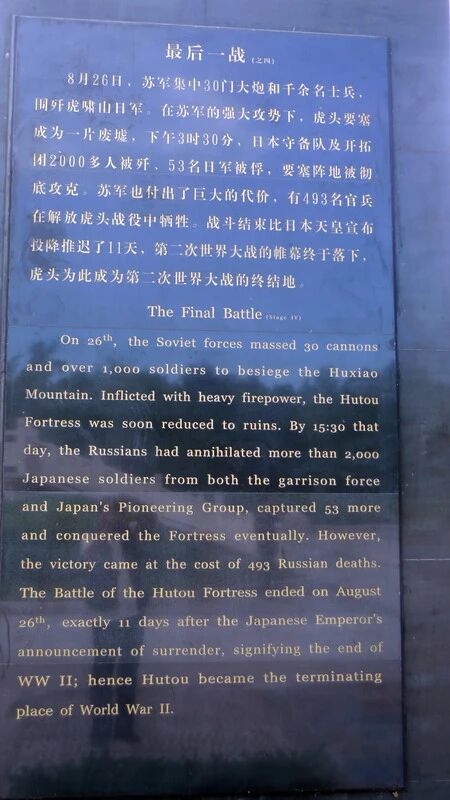 最后一战（之四）
8月26日，苏军集中30门大炮和千余名士兵，
围歼虎啸山日军。在苏军的强大攻势下，虎头要塞
成为一片废墟，下午3时30分，日本守备队及开拓
团2000多人被歼，53名日军被俘，要塞阵地被彻
底攻克。苏军也付出了巨大的代价，有493名官兵
在解放虎头战役中牺牲。战斗结束比日本天皇宣布
投降推迟了11天，第二次世界大战的帷幕终于落下，
虎头为此成为第二次世界大战的终结地。
The Final Battle (Stage IV)
On 26th, the Soviet forces massed 30 cannons
and over 1,000 soldiers to besiege the Huxiao
Mountain. Inflicted with heavy firepower, the Hutou
Fortress was soon reduced to ruins. By 15:30 that
day, the Russians had annihilated more than 2,000
Japanese soldiers from both the garrison force
and Japan's Pioneering Group, captured 53 more
and conquered the Fortress eventually. However,
the victory came at the cost of 493 Russian deaths.
The Battle of the Hutou Fortress ended on August
26th, exactly 11 days after the Japanese Emperor's
announcement of surrender, signifying the end of
WW II; hence Hutou became the terminating
place of World War II.